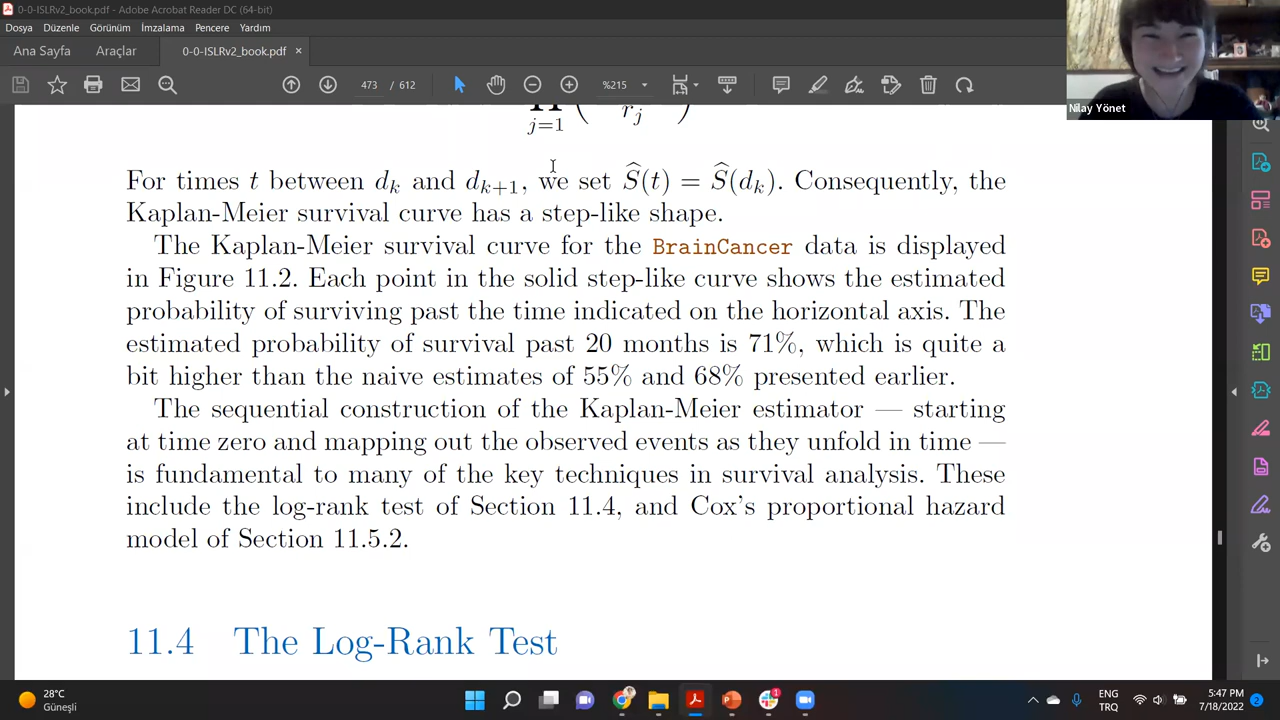 0-0-ISLRv2_book.pdf - Adobe Acrobat Reader DC (64-bit)
Dosya Düzenle Görünüm İmzalama Pencere Yardım
Ana Sayfa Araçlar 0-0-ISLRv2_book.pdf ×
473 / 612 %215
Nilay Yönet
j=1 r_j
For times t between d_k and d_{k+1}, we set Ŝ(t) = Ŝ(d_k). Consequently, the
Kaplan-Meier survival curve has a step-like shape.
The Kaplan-Meier survival curve for the BrainCancer data is displayed
in Figure 11.2. Each point in the solid step-like curve shows the estimated
probability of surviving past the time indicated on the horizontal axis. The
estimated probability of survival past 20 months is 71%, which is quite a
bit higher than the naive estimates of 55% and 68% presented earlier.
The sequential construction of the Kaplan-Meier estimator — starting
at time zero and mapping out the observed events as they unfold in time —
is fundamental to many of the key techniques in survival analysis. These
include the log-rank test of Section 11.4, and Cox's proportional hazard
model of Section 11.5.2.
11.4 The Log-Rank Test
28°C
Güneşli
ENG
TRQ
5:47 PM
7/18/2022
1
2